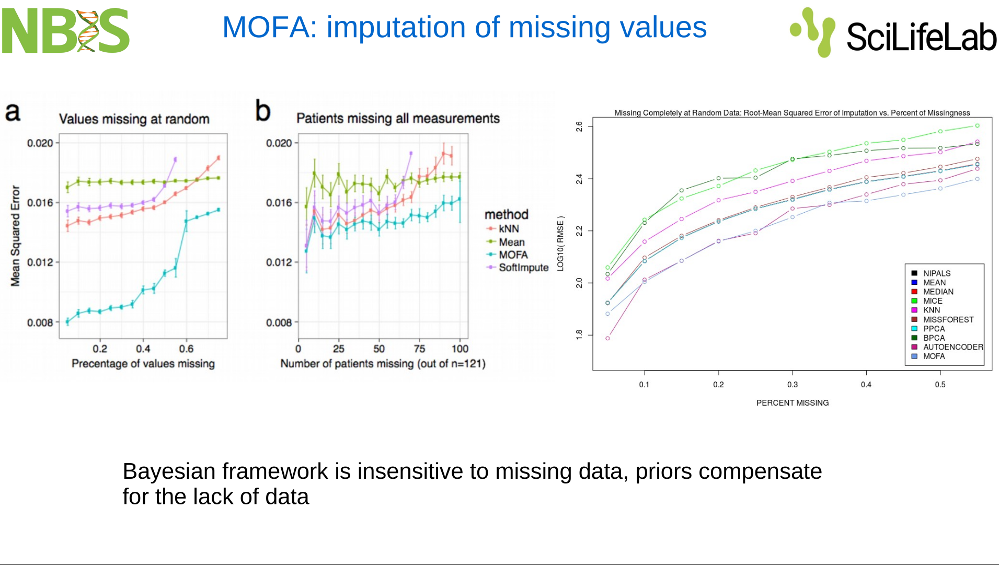 NBIS
MOFA: imputation of missing values
SciLifeLab
a
Values missing at random
0.020
0.016
0.012
0.008
Mean Squared Error
0.2 0.4 0.6
Precentage of values missing
b
Patients missing all measurements
0.020
0.016
0.012
0.008
0 25 50 75 100
Number of patients missing (out of n=121)
method
kNN
Mean
MOFA
SoftImpute
Missing Completely at Random Data: Root-Mean Squared Error of Imputation vs. Percent of Missingness
2.6
2.4
2.2
2.0
1.8
LOG10( RMSE )
0.1 0.2 0.3 0.4 0.5
PERCENT MISSING
NIPALS
MEAN
MEDIAN
MICE
KNN
MISSFOREST
PPCA
BPCA
AUTOENCODER
MOFA
Bayesian framework is insensitive to missing data, priors compensate
for the lack of data